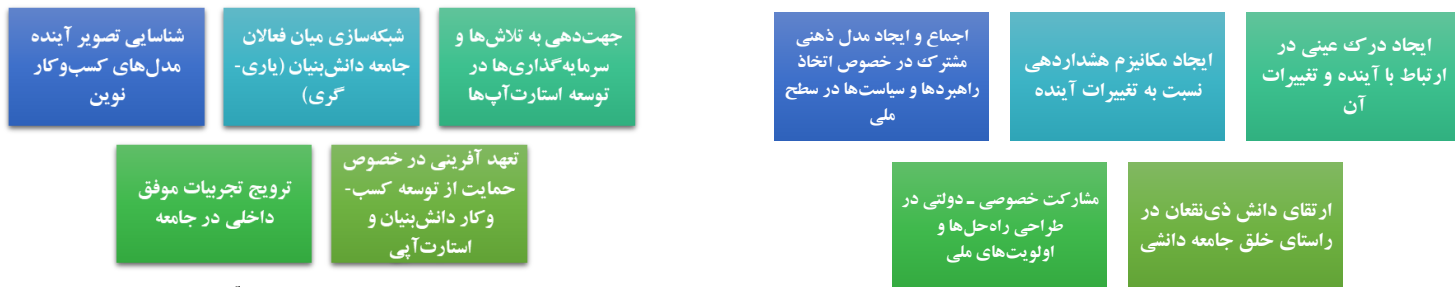 ایجاد درک عینی در
ارتباط با آینده و تغییرات
آن
ایجاد مکانیزم هشداردهی
نسبت به تغییرات آینده
اجماع و ایجاد مدل ذهنی
مشترک در خصوص اتخاذ
راهبردها و سیاست‌ها در سطح
ملی
ارتقای دانش ذی‌نقعان در
راستای خلق جامعه دانشی
مشارکت خصوصی ـ دولتی در
طراحی راه‌حل‌ها و
اولویت‌های ملی
جهت‌دهی به تلاش‌ها و
سرمایه‌گذاری‌ها در
توسعه استارت‌آپ‌ها
شبکه‌سازی میان فعالان
جامعه دانش‌بنیان (یاری-
گری)
شناسایی تصویر آینده
مدل‌های کسب‌وکار
نوین
تعهد آفرینی در خصوص
حمایت از توسعه کسب-
وکار دانش‌بنیان و
استارت‌آپی
ترویج تجربیات موفق
داخلی در جامعه